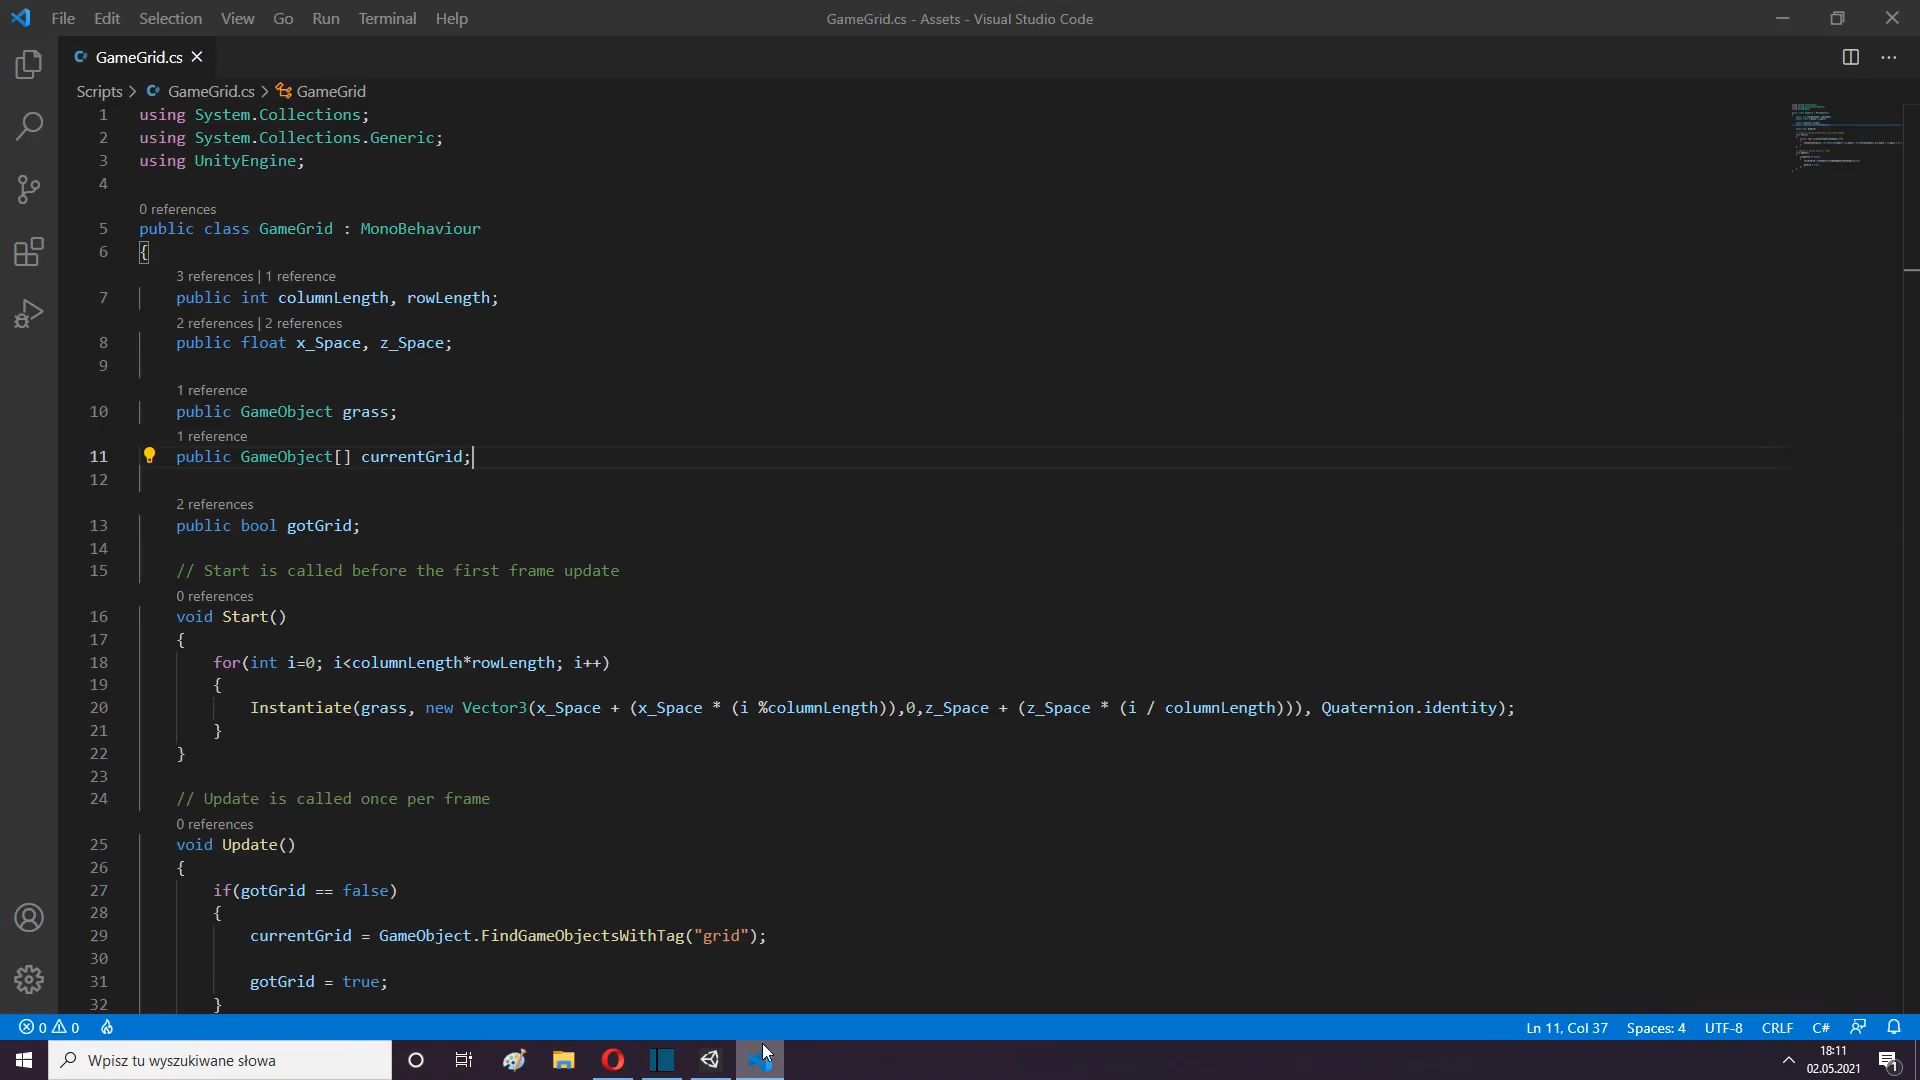 File Edit Selection View Go Run Terminal Help GameGrid.cs - Assets - Visual Studio Code
GameGrid.cs
Scripts > GameGrid.cs > GameGrid
1 using System.Collections;
2 using System.Collections.Generic;
3 using UnityEngine;
4
0 references
5 public class GameGrid : MonoBehaviour
6 {
3 references | 1 reference
7 public int columnLength, rowLength;
2 references | 2 references
8 public float x_Space, z_Space;
9
1 reference
10 public GameObject grass;
1 reference
11 public GameObject[] currentGrid;
12
2 references
13 public bool gotGrid;
14
15 // Start is called before the first frame update
0 references
16 void Start()
17 {
18 for(int i=0; i<columnLength*rowLength; i++)
19 {
20 Instantiate(grass, new Vector3(x_Space + (x_Space * (i %columnLength)),0,z_Space + (z_Space * (i / columnLength))), Quaternion.identity);
21 }
22 }
23
24 // Update is called once per frame
0 references
25 void Update()
26 {
27 if(gotGrid == false)
28 {
29 currentGrid = GameObject.FindGameObjectsWithTag("grid");
30
31 gotGrid = true;
32 }
0 0 Ln 11, Col 37 Spaces: 4 UTF-8 CRLF C#
Wpisz tu wyszukiwane słowa
18:11
02.05.2021
1